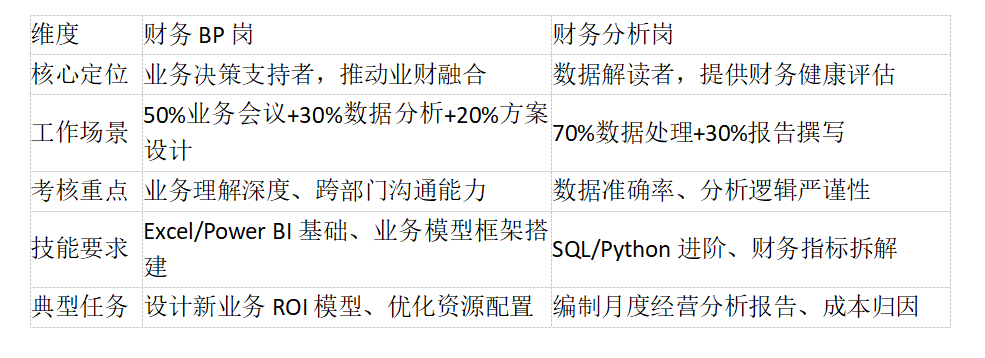 维度 财务 BP 岗 财务分析岗
核心定位 业务决策支持者，推动业财融合 数据解读者，提供财务健康评估
工作场景 50%业务会议+30%数据分析+20%方案
设计 70%数据处理+30%报告撰写
考核重点 业务理解深度、跨部门沟通能力 数据准确率、分析逻辑严谨性
技能要求 Excel/Power BI 基础、业务模型框架搭
建 SQL/Python 进阶、财务指标拆解
典型任务 设计新业务 ROI 模型、优化资源配置 编制月度经营分析报告、成本归因